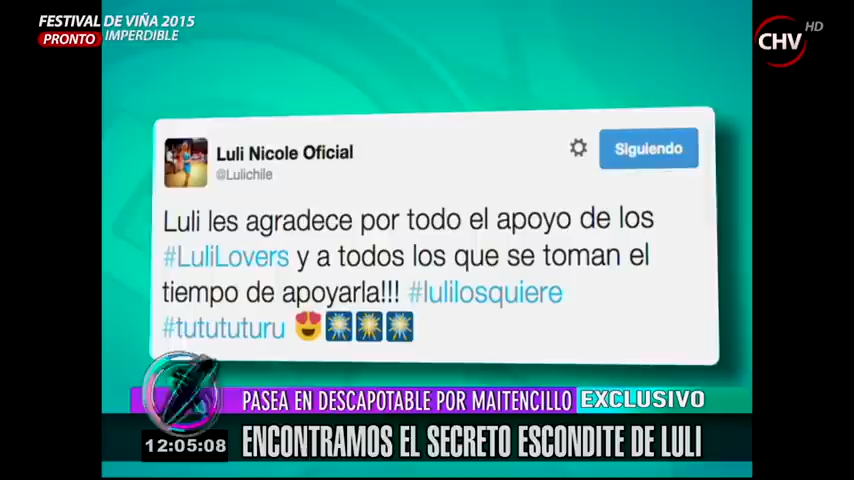 FESTIVAL DE VIÑA 2015
PRONTO IMPERDIBLE
CHV HD
Luli Nicole Oficial
@Lulichile
Siguiendo
Luli les agradece por todo el apoyo de los
#LuliLovers y a todos los que se toman el
tiempo de apoyarla!!! #lulilosquiere
#tutututuru 😍🎇🎇🎇
PASEA EN DESCAPOTABLE POR MAITENCILLO EXCLUSIVO
12:05:08 ENCONTRAMOS EL SECRETO ESCONDITE DE LULI